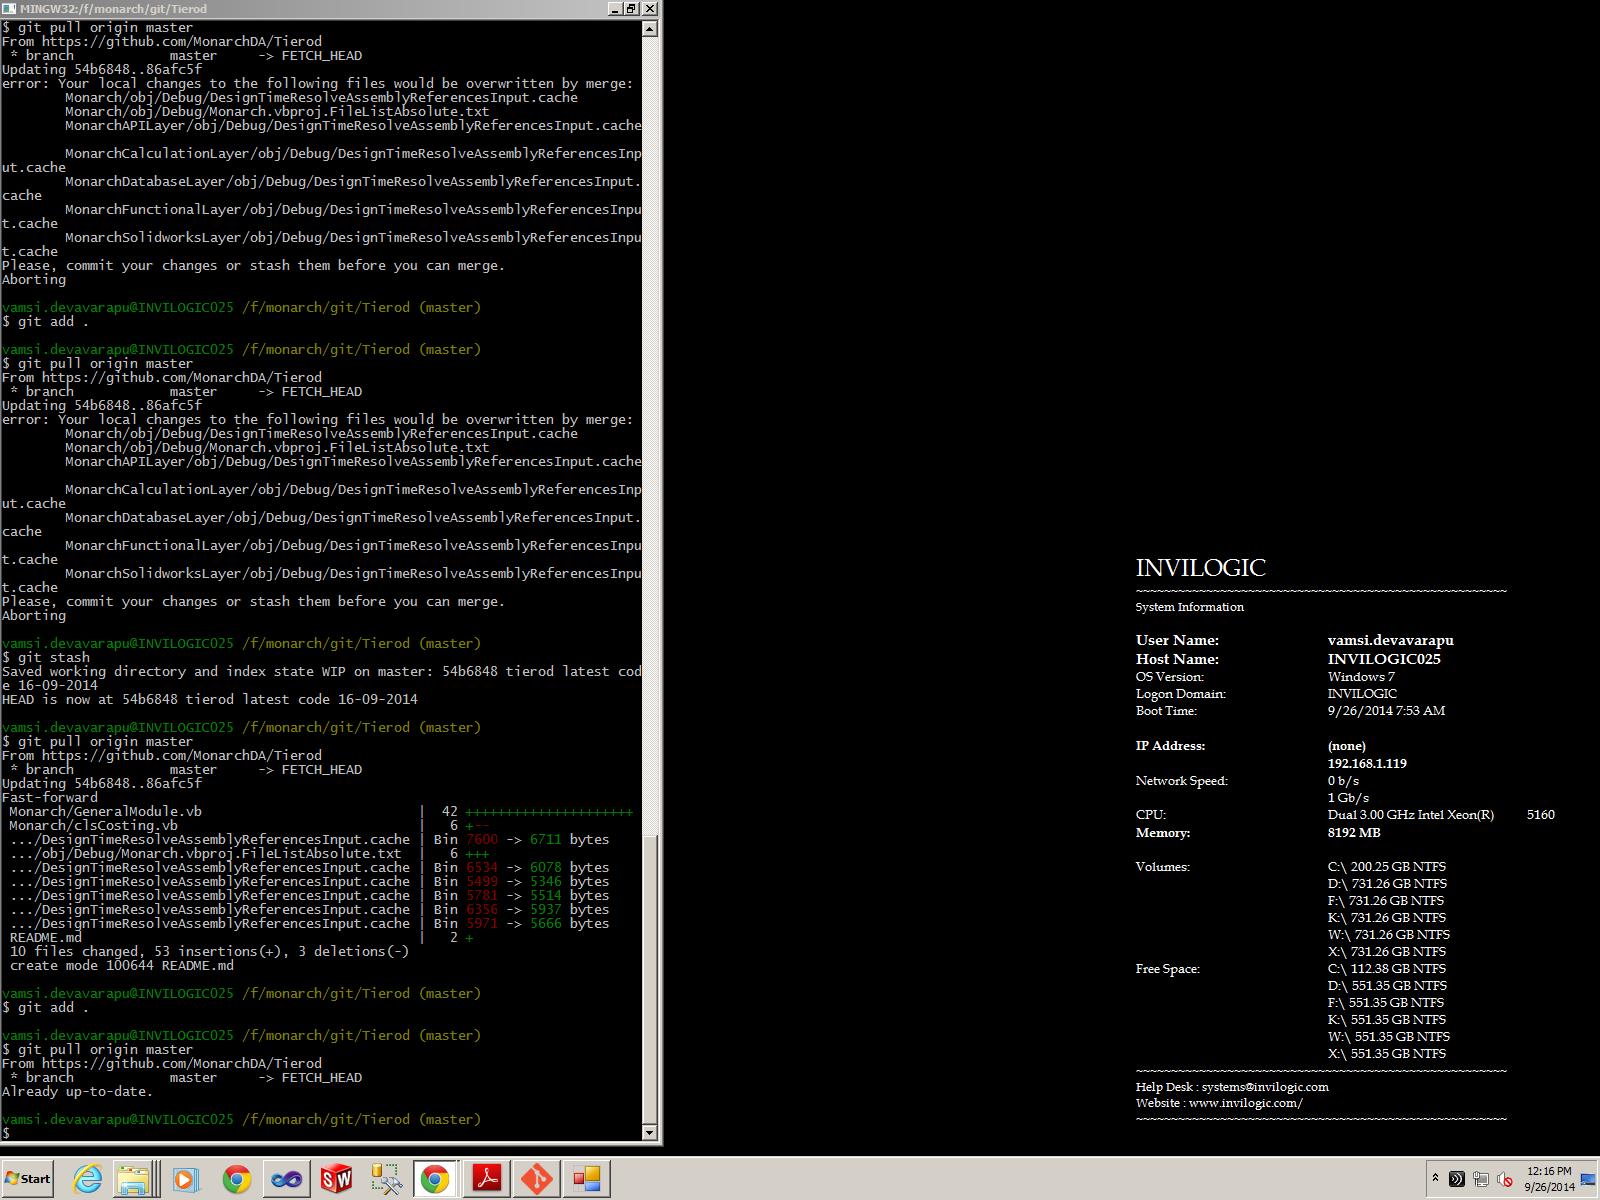 MINGW32:/f/monarch/git/Tierod
$ git pull origin master
From https://github.com/MonarchDA/Tierod
 * branch            master     -> FETCH_HEAD
Updating 54b6848..86afc5f
error: Your local changes to the following files would be overwritten by merge:
        Monarch/obj/Debug/DesignTimeResolveAssemblyReferencesInput.cache
        Monarch/obj/Debug/Monarch.vbproj.FileListAbsolute.txt
        MonarchAPILayer/obj/Debug/DesignTimeResolveAssemblyReferencesInput.cache
        MonarchCalculationLayer/obj/Debug/DesignTimeResolveAssemblyReferencesInp
ut.cache
        MonarchDatabaseLayer/obj/Debug/DesignTimeResolveAssemblyReferencesInput.
cache
        MonarchFunctionalLayer/obj/Debug/DesignTimeResolveAssemblyReferencesInpu
t.cache
        MonarchSolidworksLayer/obj/Debug/DesignTimeResolveAssemblyReferencesInpu
t.cache
Please, commit your changes or stash them before you can merge.
Aborting
vamsi.devavarapu@INVILOGIC025 /f/monarch/git/Tierod (master)
$ git add .
vamsi.devavarapu@INVILOGIC025 /f/monarch/git/Tierod (master)
$ git pull origin master
From https://github.com/MonarchDA/Tierod
 * branch            master     -> FETCH_HEAD
Updating 54b6848..86afc5f
error: Your local changes to the following files would be overwritten by merge:
        Monarch/obj/Debug/DesignTimeResolveAssemblyReferencesInput.cache
        Monarch/obj/Debug/Monarch.vbproj.FileListAbsolute.txt
        MonarchAPILayer/obj/Debug/DesignTimeResolveAssemblyReferencesInput.cache
        MonarchCalculationLayer/obj/Debug/DesignTimeResolveAssemblyReferencesInp
ut.cache
        MonarchDatabaseLayer/obj/Debug/DesignTimeResolveAssemblyReferencesInput.
cache
        MonarchFunctionalLayer/obj/Debug/DesignTimeResolveAssemblyReferencesInpu
t.cache
        MonarchSolidworksLayer/obj/Debug/DesignTimeResolveAssemblyReferencesInpu
t.cache
Please, commit your changes or stash them before you can merge.
Aborting
vamsi.devavarapu@INVILOGIC025 /f/monarch/git/Tierod (master)
$ git stash
Saved working directory and index state WIP on master: 54b6848 tierod latest cod
e 16-09-2014
HEAD is now at 54b6848 tierod latest code 16-09-2014
vamsi.devavarapu@INVILOGIC025 /f/monarch/git/Tierod (master)
$ git pull origin master
From https://github.com/MonarchDA/Tierod
 * branch            master     -> FETCH_HEAD
Updating 54b6848..86afc5f
Fast-forward
 Monarch/GeneralModule.vb                           |  42 +++++++++++++++++++++
 Monarch/clsCosting.vb                              |   6 +--
 .../DesignTimeResolveAssemblyReferencesInput.cache | Bin 7600 -> 6711 bytes
 .../obj/Debug/Monarch.vbproj.FileListAbsolute.txt  |   6 +++
 .../DesignTimeResolveAssemblyReferencesInput.cache | Bin 6534 -> 6078 bytes
 .../DesignTimeResolveAssemblyReferencesInput.cache | Bin 5499 -> 5346 bytes
 .../DesignTimeResolveAssemblyReferencesInput.cache | Bin 5781 -> 5514 bytes
 .../DesignTimeResolveAssemblyReferencesInput.cache | Bin 6356 -> 5937 bytes
 .../DesignTimeResolveAssemblyReferencesInput.cache | Bin 5971 -> 5666 bytes
 README.md                                          |   2 +
 10 files changed, 53 insertions(+), 3 deletions(-)
 create mode 100644 README.md
vamsi.devavarapu@INVILOGIC025 /f/monarch/git/Tierod (master)
$ git add .
vamsi.devavarapu@INVILOGIC025 /f/monarch/git/Tierod (master)
$ git pull origin master
From https://github.com/MonarchDA/Tierod
 * branch            master     -> FETCH_HEAD
Already up-to-date.
vamsi.devavarapu@INVILOGIC025 /f/monarch/git/Tierod (master)
$
INVILOGIC
~~~~~~~~~~~~~~~~~~~~~~~~~~~~~~~~~~~~~~~~~~~~~~~~~~~~~
System Information
User Name: vamsi.devavarapu
Host Name: INVILOGIC025
OS Version: Windows 7
Logon Domain: INVILOGIC
Boot Time: 9/26/2014 7:53 AM
IP Address: (none)
192.168.1.119
Network Speed: 0 b/s
1 Gb/s
CPU: Dual 3.00 GHz Intel Xeon(R) 5160
Memory: 8192 MB
Volumes: C:\ 200.25 GB NTFS
D:\ 731.26 GB NTFS
F:\ 731.26 GB NTFS
K:\ 731.26 GB NTFS
W:\ 731.26 GB NTFS
X:\ 731.26 GB NTFS
Free Space: C:\ 112.38 GB NTFS
D:\ 551.35 GB NTFS
F:\ 551.35 GB NTFS
K:\ 551.35 GB NTFS
W:\ 551.35 GB NTFS
X:\ 551.35 GB NTFS
~~~~~~~~~~~~~~~~~~~~~~~~~~~~~~~~~~~~~~~~~~~~~~~~~~~~~
Help Desk : systems@invilogic.com
Website : www.invilogic.com/
~~~~~~~~~~~~~~~~~~~~~~~~~~~~~~~~~~~~~~~~~~~~~~~~~~~~~
Start
SW
12:16 PM
9/26/2014